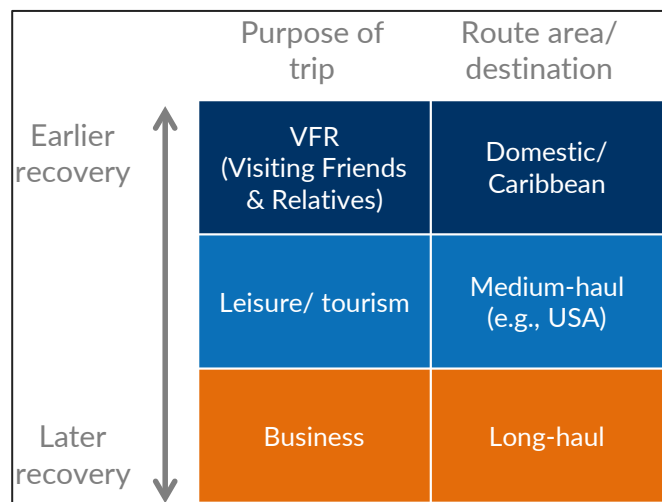 Purpose of
trip
Route area/
destination
Earlier
recovery
VFR
(Visiting Friends
& Relatives)
Domestic/
Caribbean
Leisure/ tourism
Medium-haul
(e.g., USA)
Later
recovery
Business
Long-haul